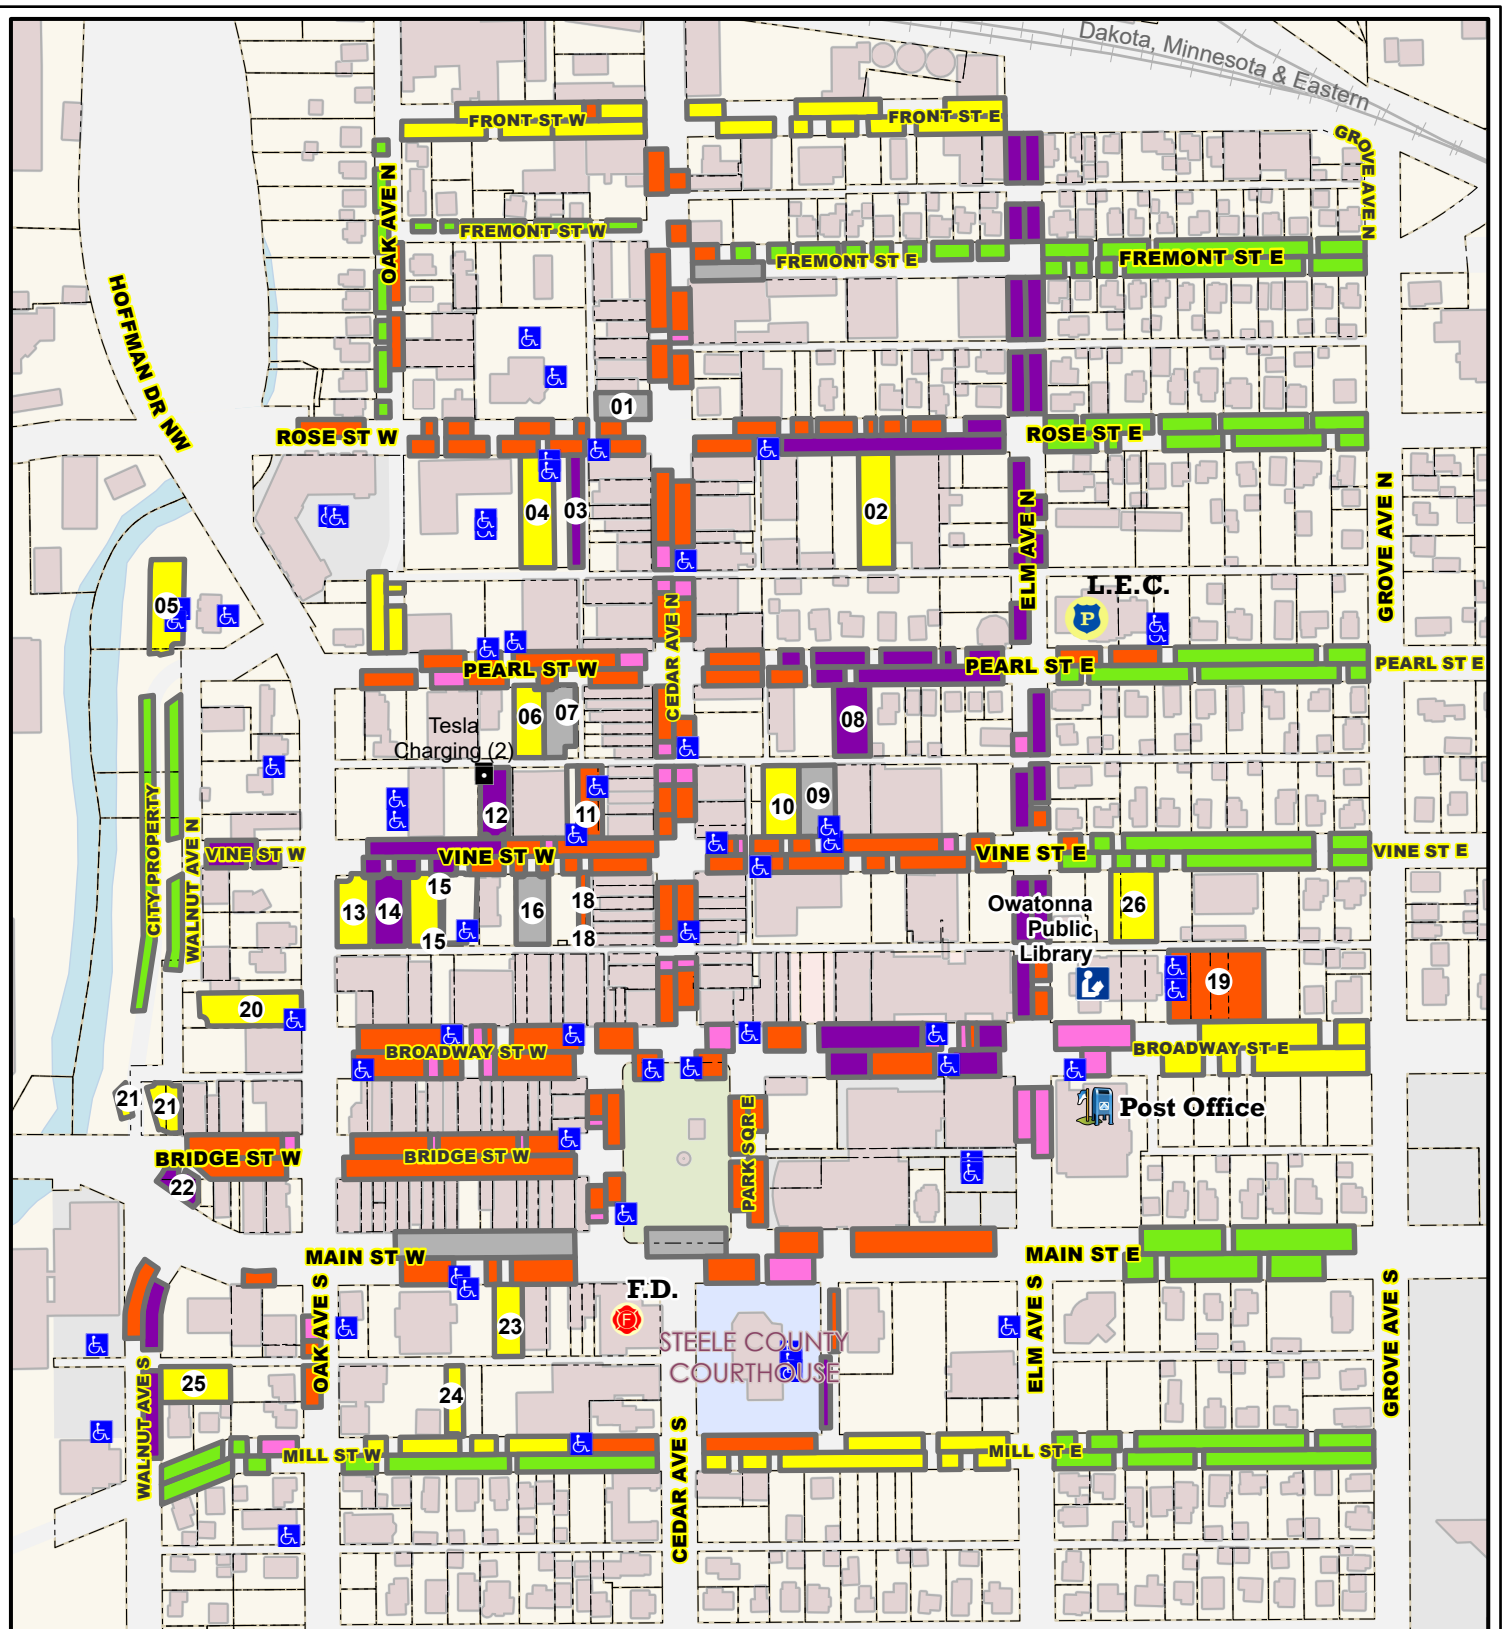 Dakota, Minnesota & Eastern
FRONT ST W
FRONT ST E
GROVE AVE N
OAK AVE N
FREMONT ST W
FREMONT ST E
FREMONT ST E
HOFFMAN DR NW
01
ROSE ST W
ROSE ST E
04
03
02
ELM AVE N
GROVE AVE N
L.E.C.
P
05
CEDAR AVE N
PEARL ST W
PEARL ST E
PEARL ST E
06
07
08
Tesla
Charging (2)
12
11
10
09
CITY PROPERTY
WALNUT AVE N
VINE ST W
VINE ST W
VINE ST E
VINE ST E
13
14
15
15
16
18
18
26
Owatonna
Public
Library
19
20
BROADWAY ST W
BROADWAY ST E
21
21
Post Office
PARK SQR E
BRIDGE ST W
BRIDGE ST W
22
MAIN ST W
MAIN ST E
OAK AVE S
F.D.
F
23
STEELE COUNTY
COURTHOUSE
ELM AVE S
GROVE AVE S
WALNUT AVE S
25
24
MILL ST W
MILL ST E
CEDAR AVE S